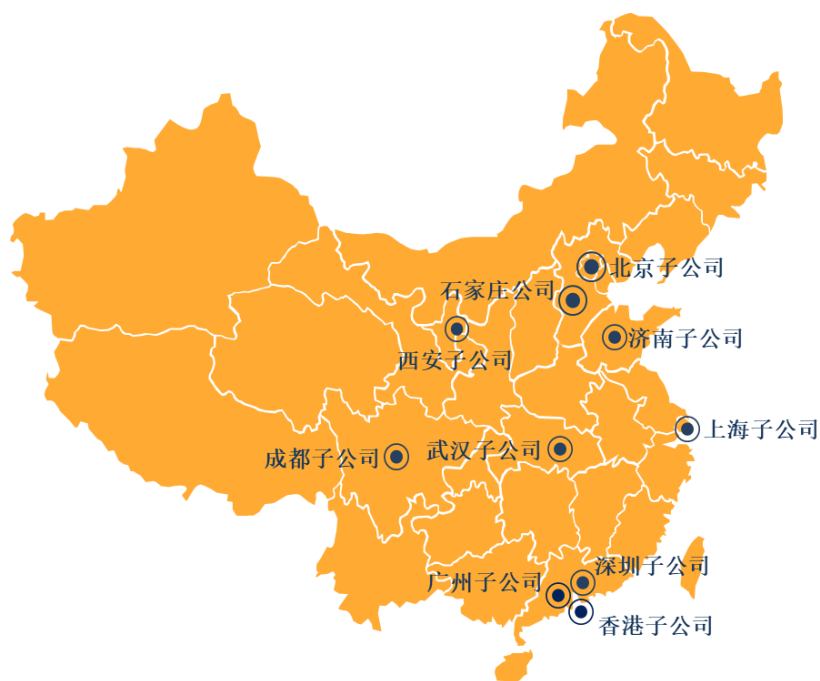 北京子公司
石家庄公司
济南子公司
西安子公司
上海子公司
武汉子公司
成都子公司
深圳子公司
广州子公司
香港子公司